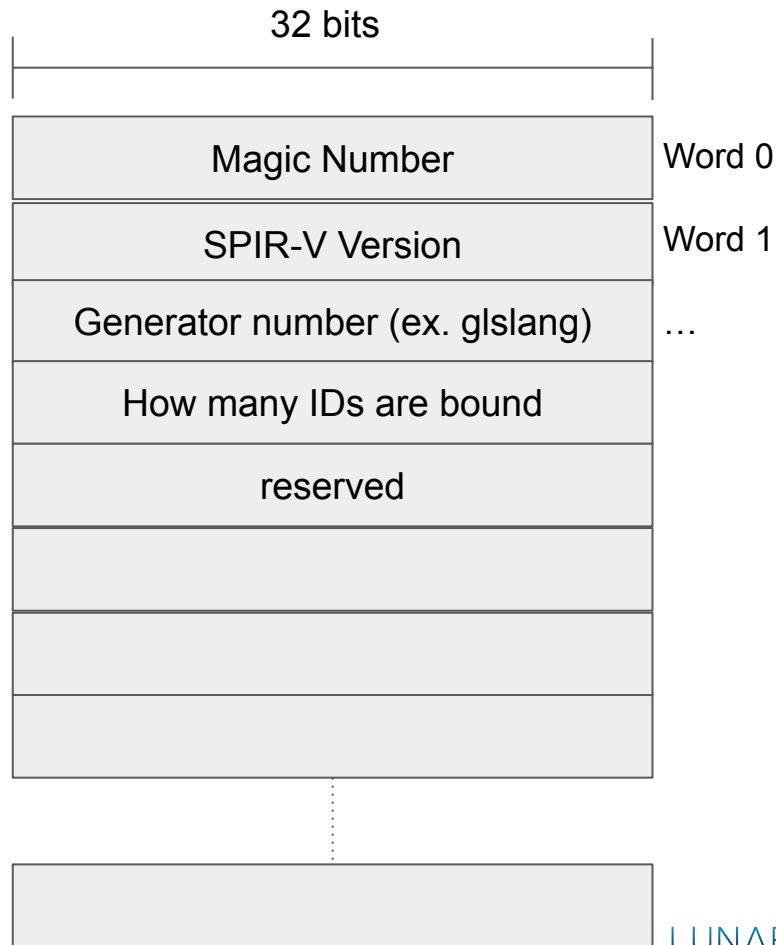 32 bits
Magic Number Word 0
SPIR-V Version Word 1
Generator number (ex. glslang) …
How many IDs are bound
reserved